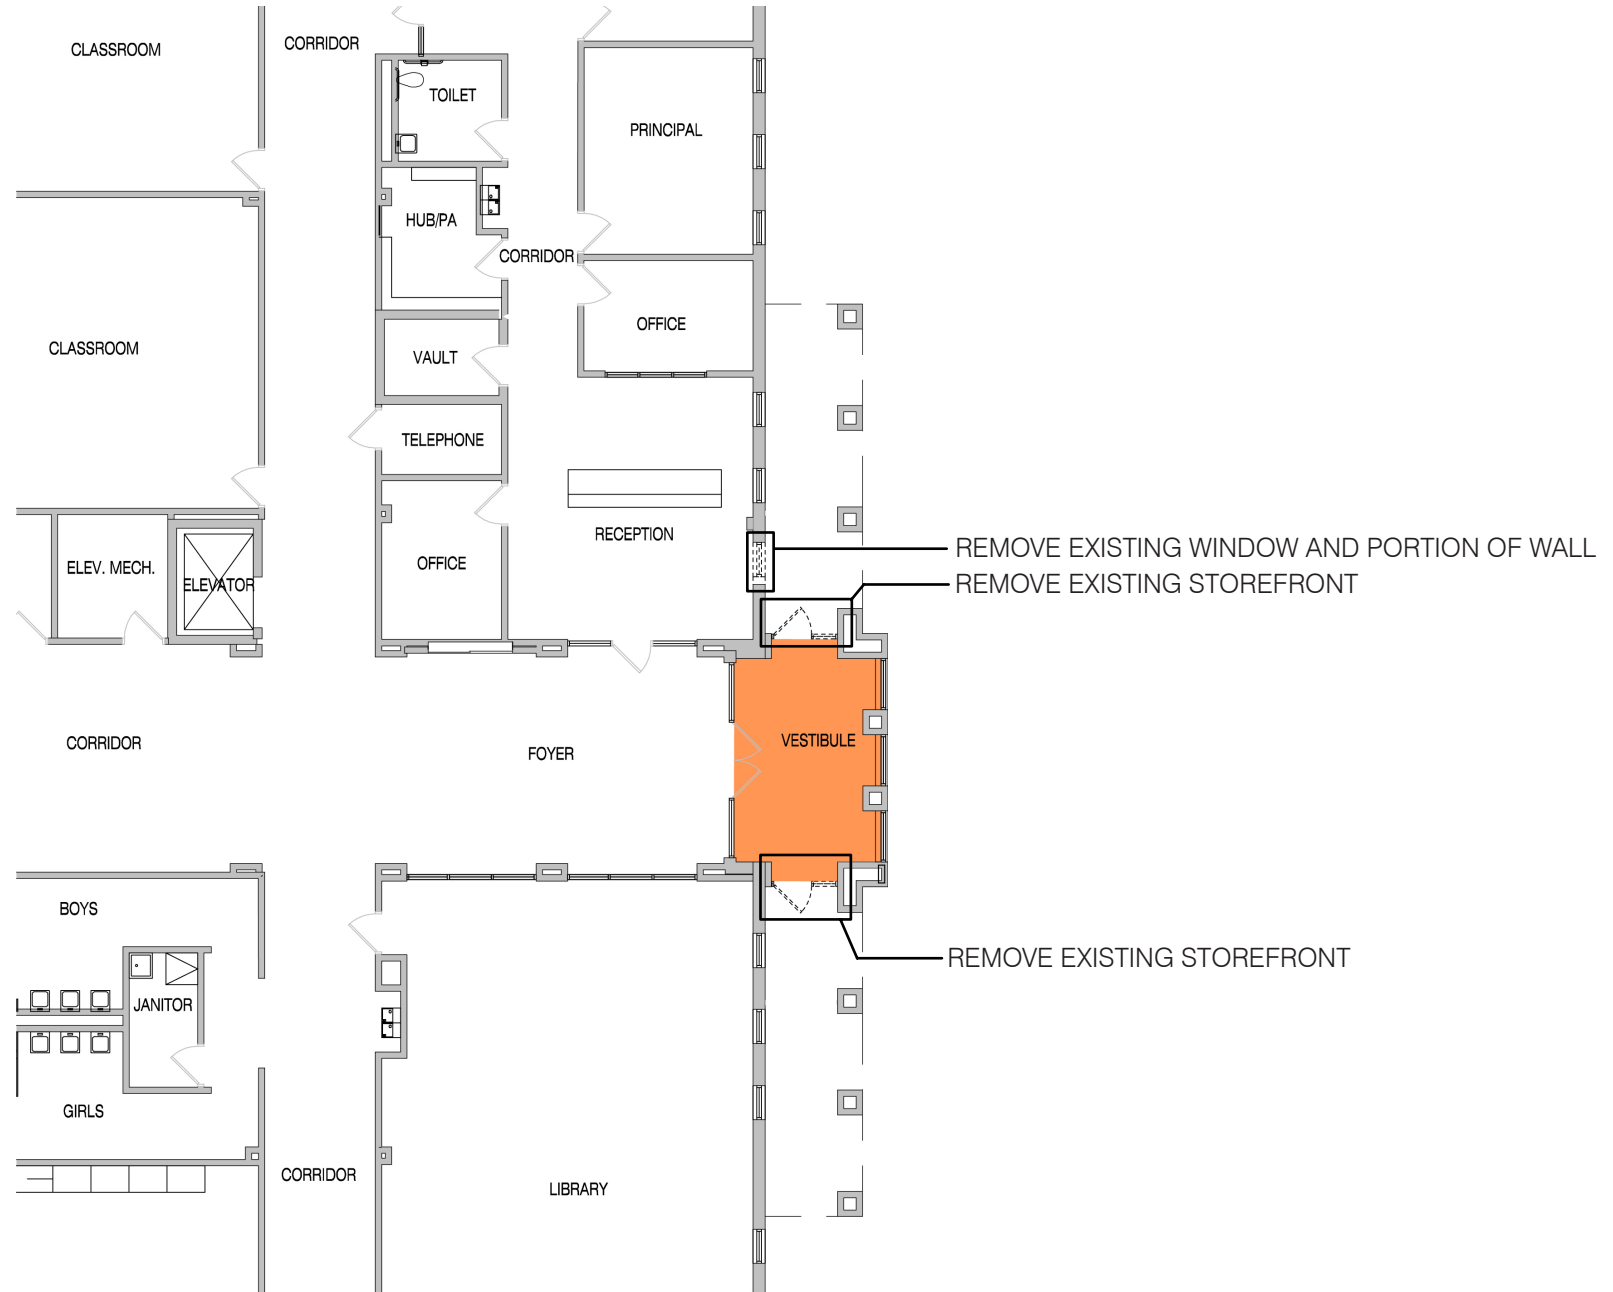 CLASSROOM
CORRIDOR
TOILET
PRINCIPAL
HUB/PA
CORRIDOR
OFFICE
CLASSROOM
VAULT
TELEPHONE
RECEPTION
OFFICE
ELEV. MECH.
ELEVATOR
REMOVE EXISTING WINDOW AND PORTION OF WALL
REMOVE EXISTING STOREFRONT
CORRIDOR
FOYER
VESTIBULE
BOYS
REMOVE EXISTING STOREFRONT
JANITOR
GIRLS
CORRIDOR
LIBRARY